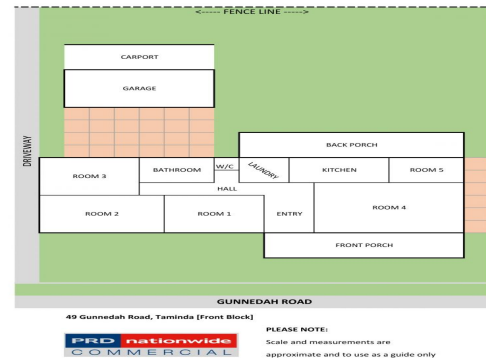 <----- FENCE LINE ----->
CARPORT
GARAGE
DRIVEWAY
BACK PORCH
ROOM 3
BATHROOM
W/C
LAUNDRY
KITCHEN
ROOM 5
HALL
ROOM 2
ROOM 1
ENTRY
ROOM 4
FRONT PORCH
GUNNEDAH ROAD
49 Gunnedah Road, Taminda [Front Block]
PRD nationwide
COMMERCIAL
PLEASE NOTE:
Scale and measurements are
approximate and to use as a guide only